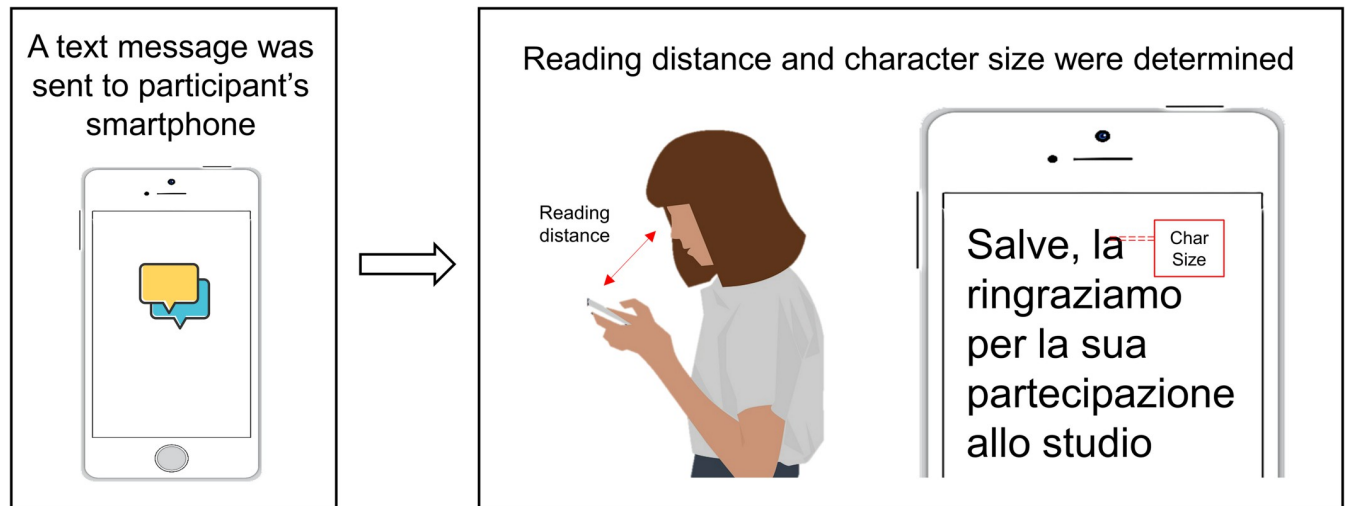 A text message was
sent to participant's
smartphone
Reading distance and character size were determined
Reading
distance
Salve, la
ringraziamo
per la sua
partecipazione
allo studio
Char
Size